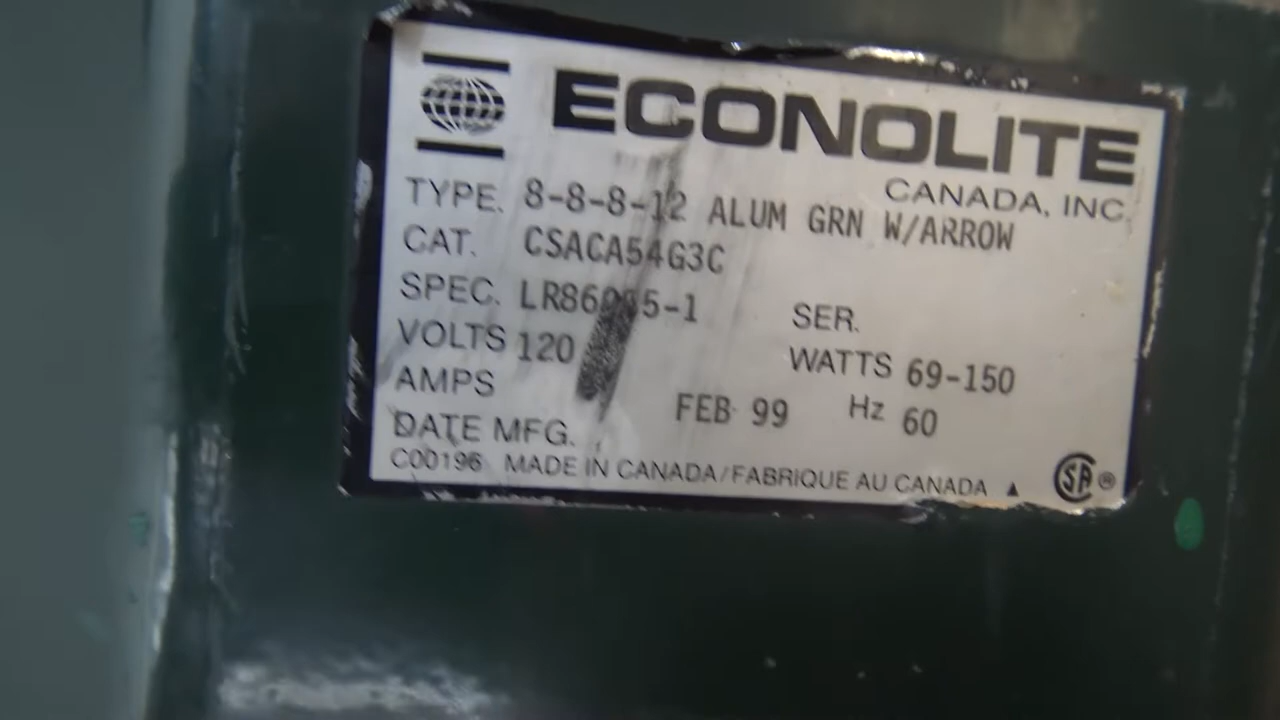 ECONOLITE
CANADA, INC.
TYPE. 8-8-8-12 ALUM GRN W/ARROW
CAT. CSACA54G3C
SPEC.
SER.
VOLTS 120
WATTS 69-150
AMPS
Hz 60
DATE MFG. FEB 99
C00196 MADE IN CANADA/FABRIQUE AU CANADA
SA ®